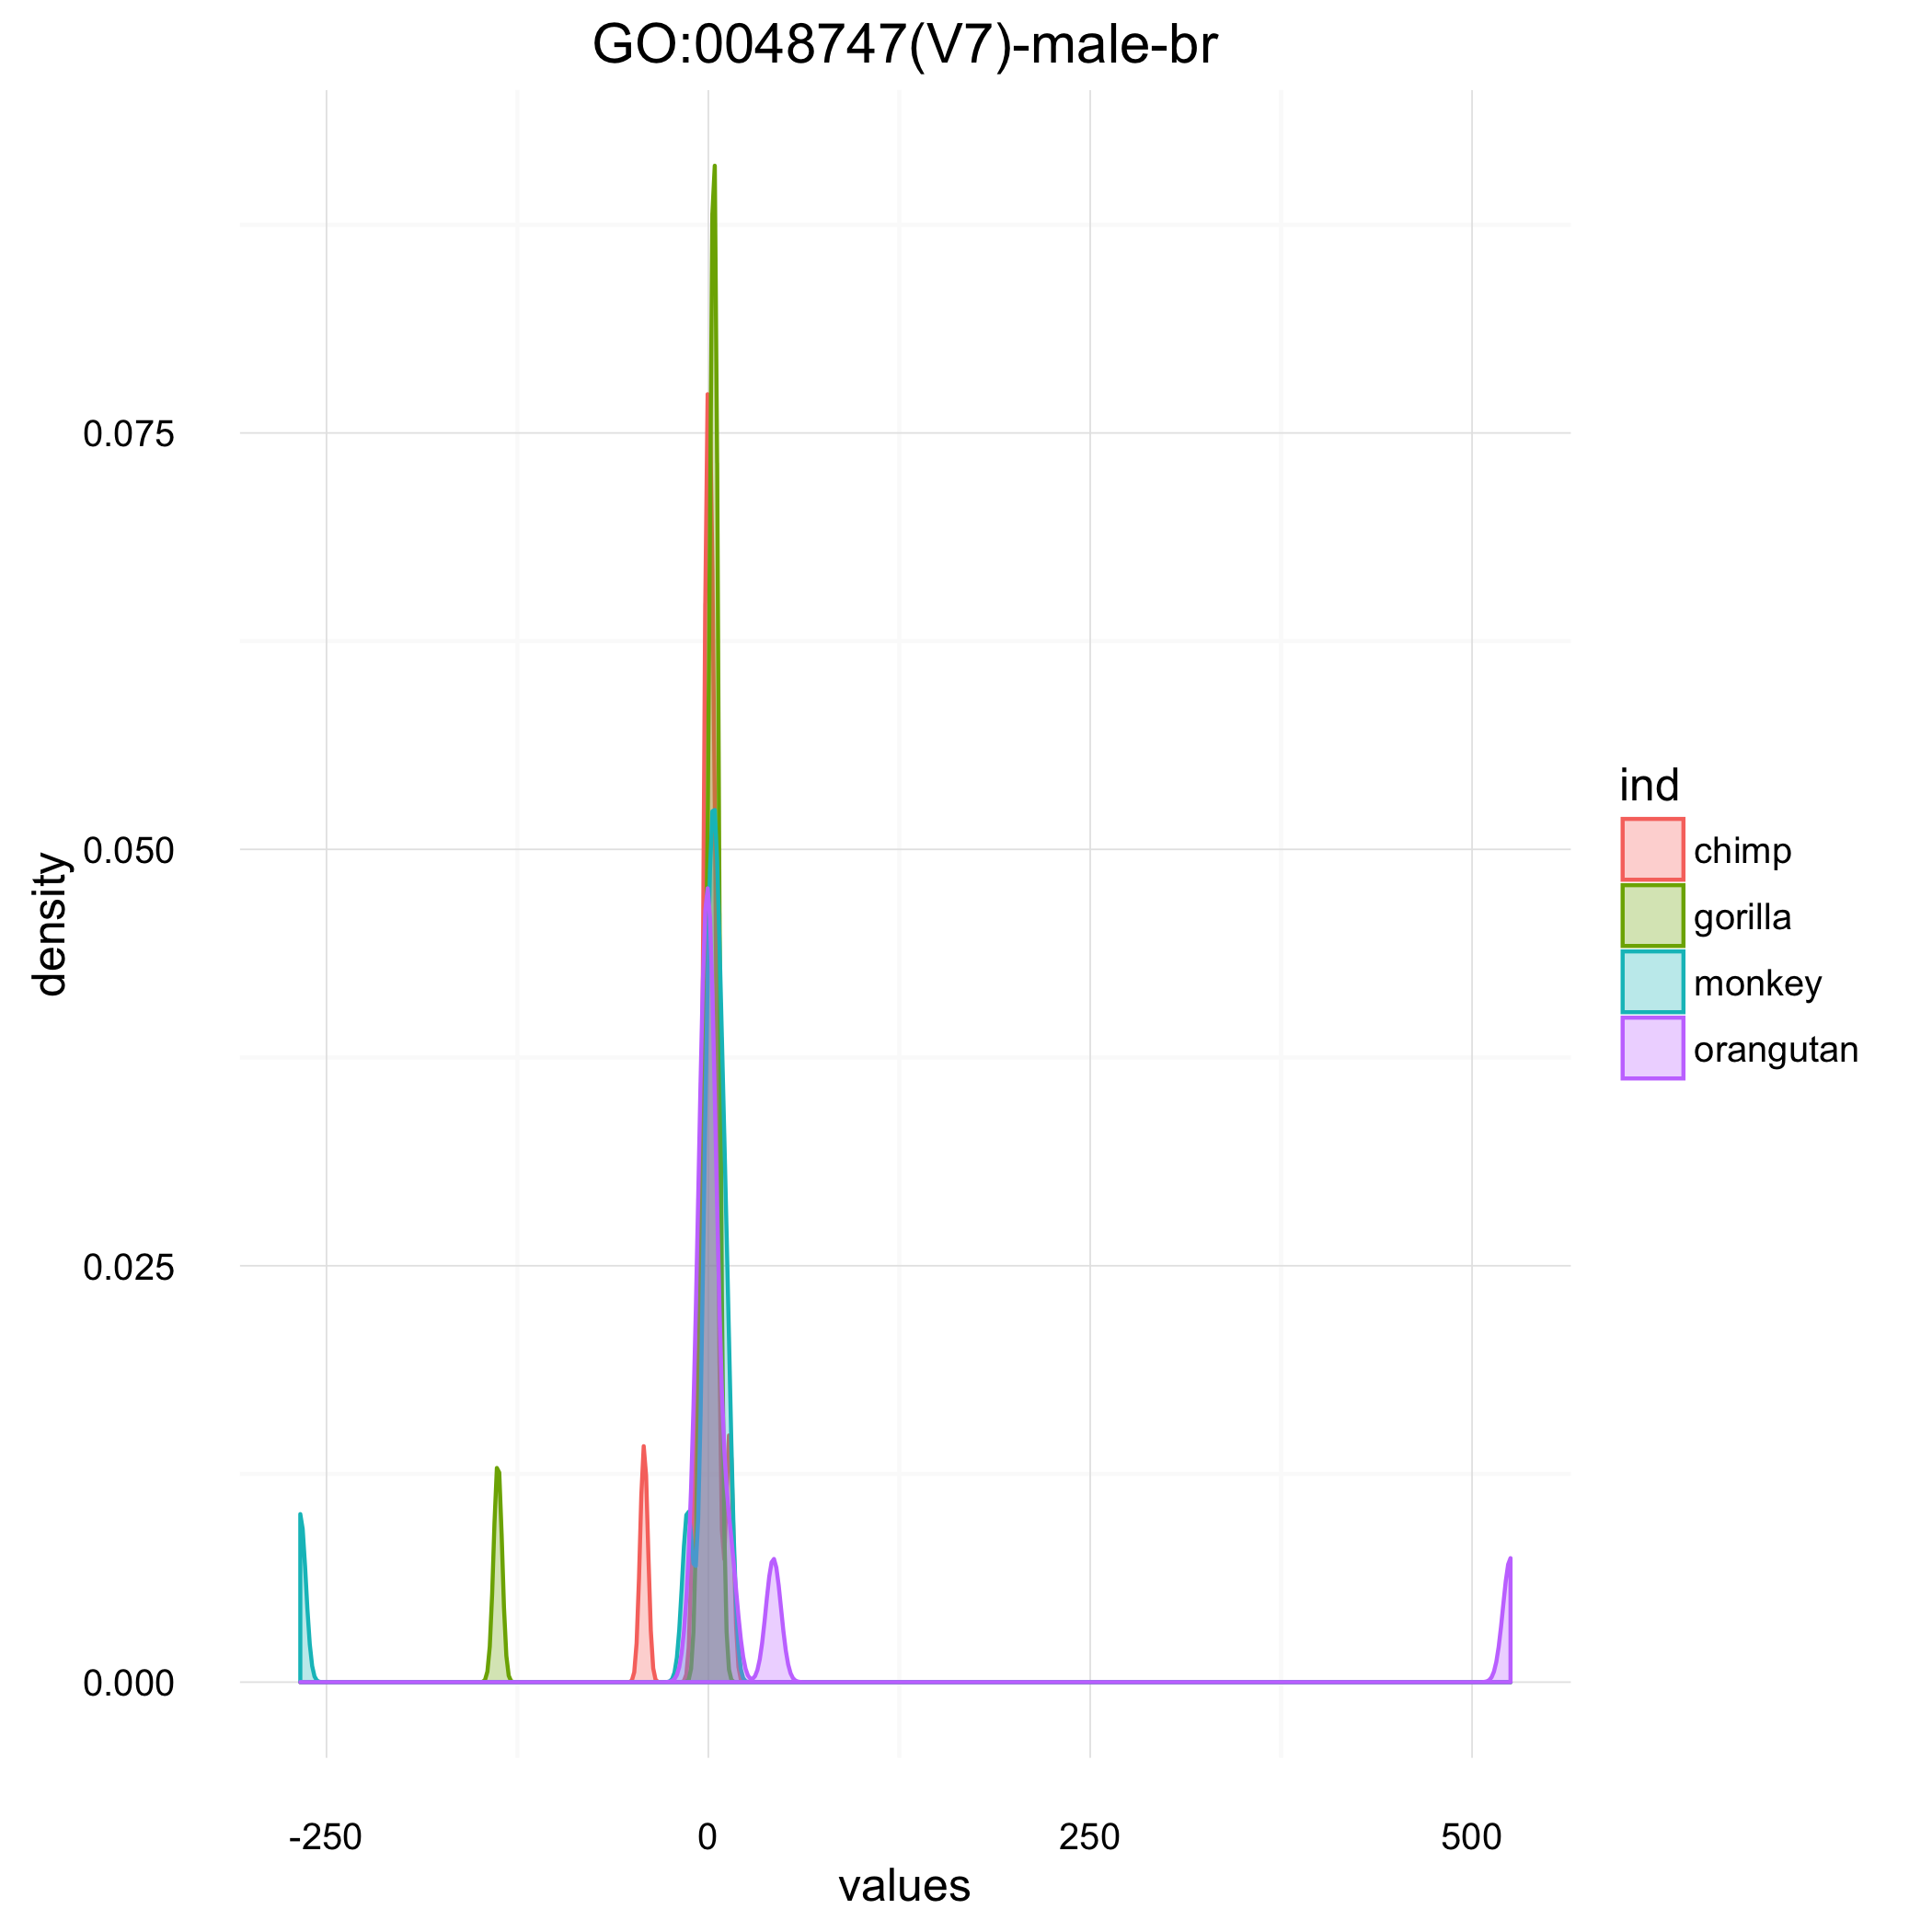 GO:0048747(V7)-male-br
density
0.075
0.050
0.025
0.000
-250
0
250
500
values
ind
chimp
gorilla
monkey
orangutan